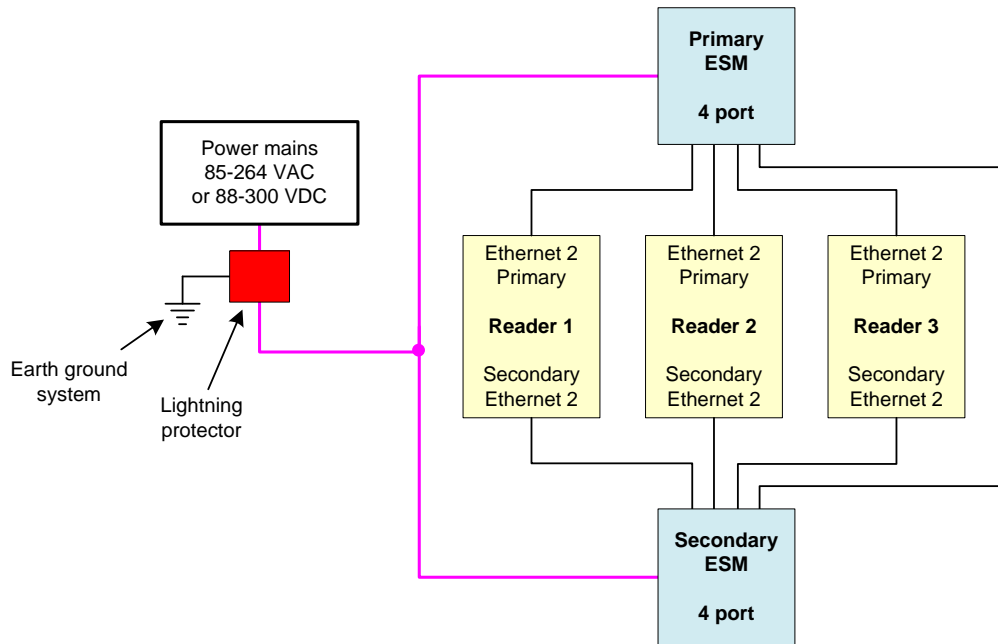 Primary
ESM
4 port
Power mains
85-264 VAC
or 88-300 VDC
Earth ground
system
Lightning
protector
Ethernet 2
Primary
Reader 1
Secondary
Ethernet 2
Ethernet 2
Primary
Reader 2
Secondary
Ethernet 2
Ethernet 2
Primary
Reader 3
Secondary
Ethernet 2
Secondary
ESM
4 port